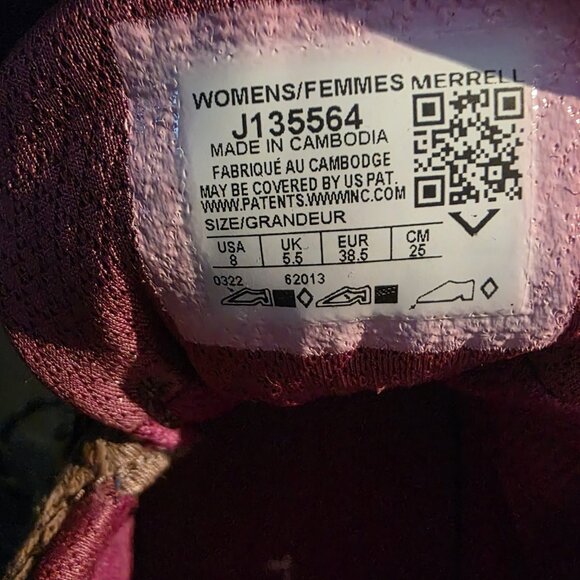 WOMENS/FEMMES MERRELL
J135564
MADE IN CAMBODIA
FABRIQUÉ AU CAMBODGE
MAY BE COVERED BY US PAT.
WWW.PATENTS.WWWINC.COM
SIZE/GRANDEUR
USA UK EUR CM
8 5.5 38.5 25
0322 62013